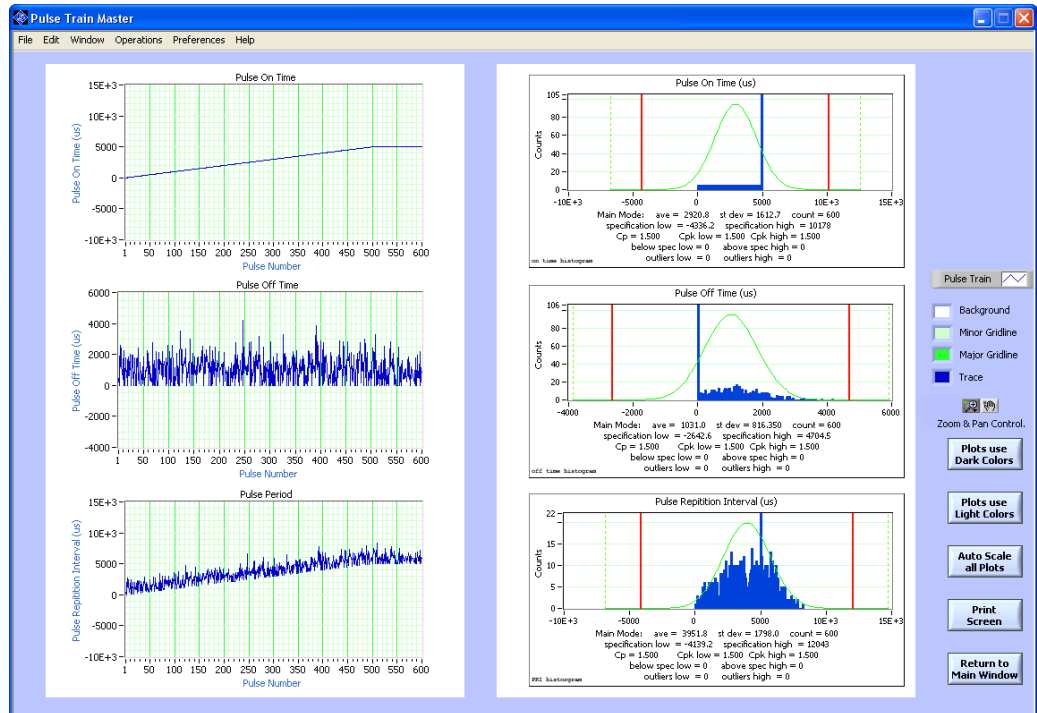 Pulse Train Master
File Edit Window Operations Preferences Help
Pulse On Time
15E+3
10E+3
5000
0
-5000
-10E+3
Pulse On Time (us)
1 50 100 150 200 250 300 350 400 450 500 550 600
Pulse Number
Pulse Off Time
6000
4000
2000
0
-2000
-4000
Pulse Off Time (us)
1 50 100 150 200 250 300 350 400 450 500 550 600
Pulse Number
Pulse Period
15E+3
10E+3
5000
0
-5000
-10E+3
Pulse Reptition Interval (us)
1 50 100 150 200 250 300 350 400 450 500 550 600
Pulse Number
Pulse On Time (us)
105
80
60
40
20
0
Counts
-10E+3 -5000 0 5000 10E+3 15E+3
Main Mode: ave = 2920.8 st dev = 1612.7 count = 600
specification low = -4336.2 specification high = 10178
Cp = 1.500 Cpk low = 1.500 Cpk high = 1.500
below spec low = 0 above spec high = 0
outliers low = 0 outliers high = 0
on time histogram
Pulse Off Time (us)
106
80
60
40
20
0
Counts
-4000 -2000 0 2000 4000 6000
Main Mode: ave = 1031.0 st dev = 816.350 count = 600
specification low = -2642.6 specification high = 4704.5
Cp = 1.500 Cpk low = 1.500 Cpk high = 1.500
below spec low = 0 above spec high = 0
outliers low = 0 outliers high = 0
off time histogram
Pulse Reptition Interval (us)
22
15
10
5
0
Counts
-10E+3 -5000 0 5000 10E+3 15E+3
Main Mode: ave = 3951.8 st dev = 1798.0 count = 600
specification low = -4139.2 specification high = 12043
Cp = 1.500 Cpk low = 1.500 Cpk high = 1.500
below spec low = 0 above spec high = 0
outliers low = 0 outliers high = 0
PRI historgram
Pulse Train
Background
Minor Gridline
Major Gridline
Trace
Zoom & Pan Control.
Plots use
Dark Colors
Plots use
Light Colors
Auto Scale
all Plots
Print
Screen
Return to
Main Window